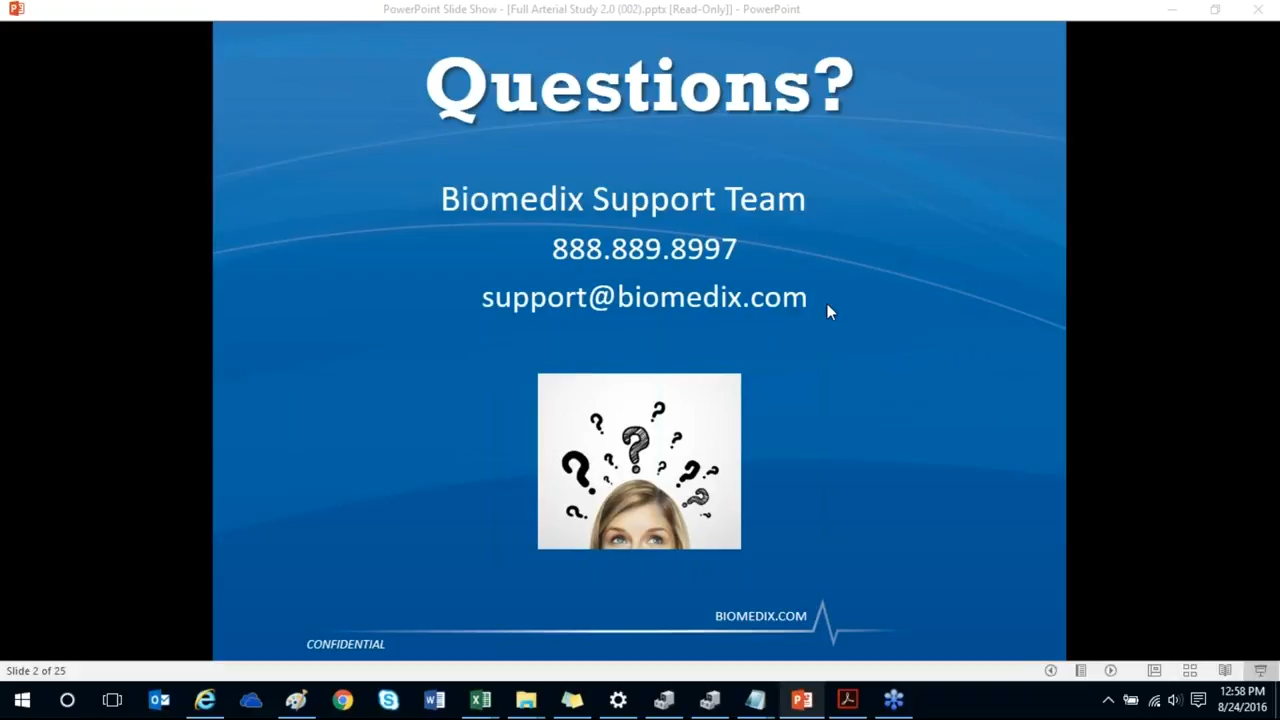 PowerPoint Slide Show - [Full Arterial Study 2.0 (002).pptx [Read-Only]] - PowerPoint
Questions?
Biomedix Support Team
888.889.8997
support@biomedix.com
BIOMEDIX.COM
CONFIDENTIAL
Slide 2 of 25
12:58 PM
8/24/2016